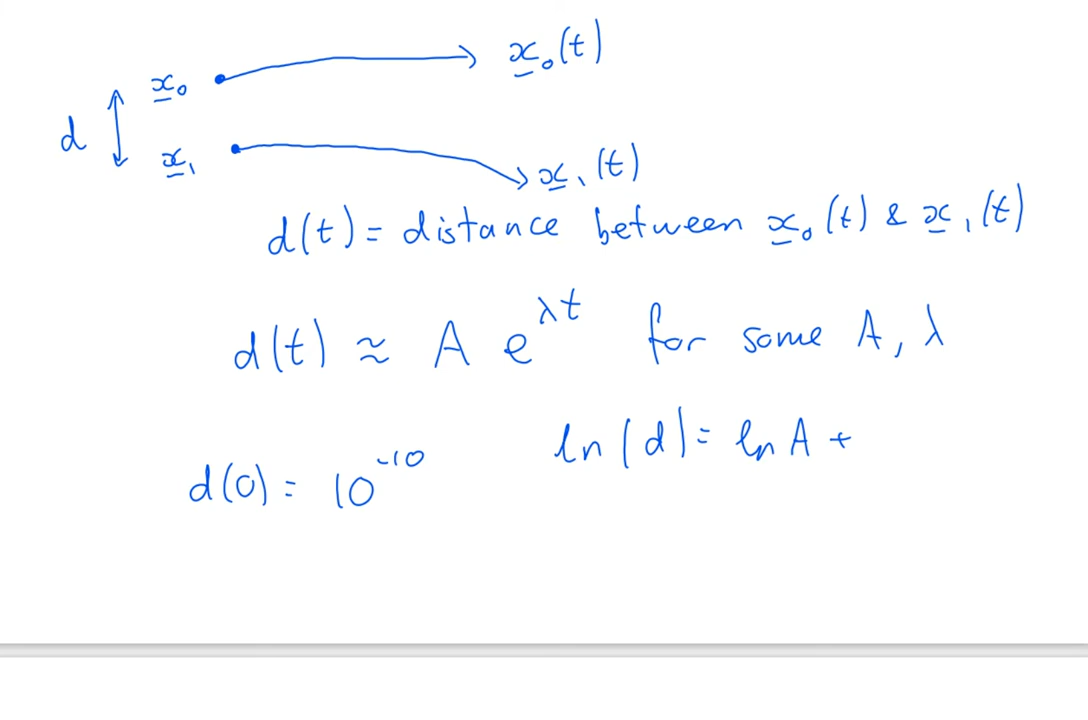 x₀ x₀(t)
d
x₁ x₁(t)
d(t) = distance between x₀(t) & x₁(t)
d(t) ≈ A e^λt for some A, λ
d(0) = 10^-10 ln(d) = ln A +